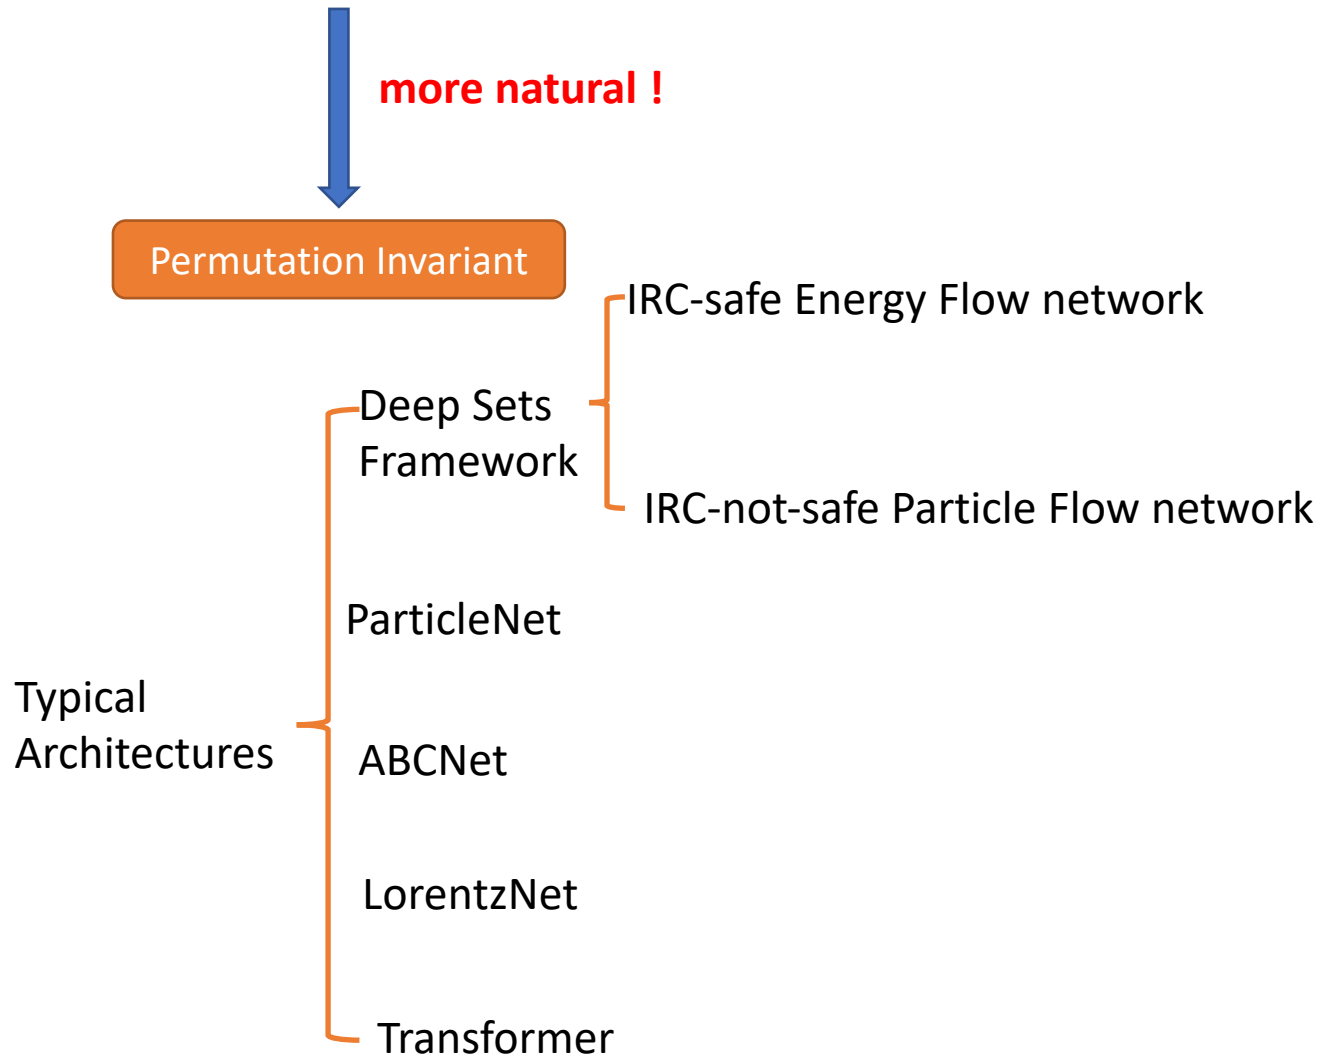 more natural !
Permutation Invariant
IRC-safe Energy Flow network
Deep Sets
Framework
IRC-not-safe Particle Flow network
ParticleNet
Typical
Architectures
ABCNet
LorentzNet
Transformer